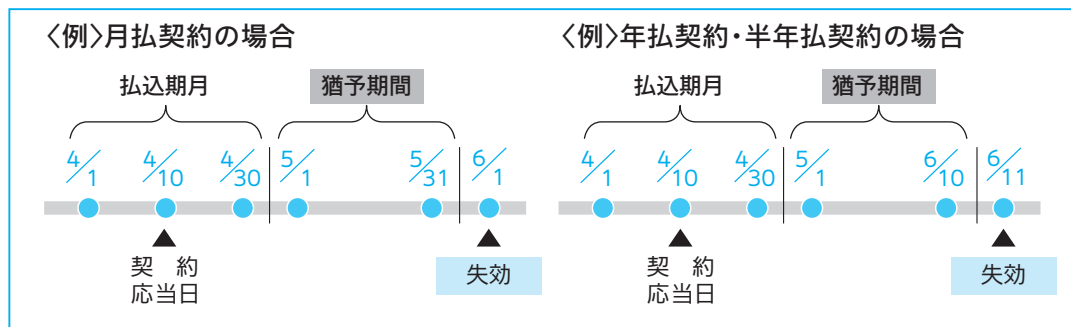 〈例〉月払契約の場合
払込期月 猶予期間
4/1 4/10 4/30 5/1 5/31 6/1
契 約
応当日
失効
〈例〉年払契約・半年払契約の場合
払込期月 猶予期間
4/1 4/10 4/30 5/1 6/10 6/11
契 約
応当日
失効